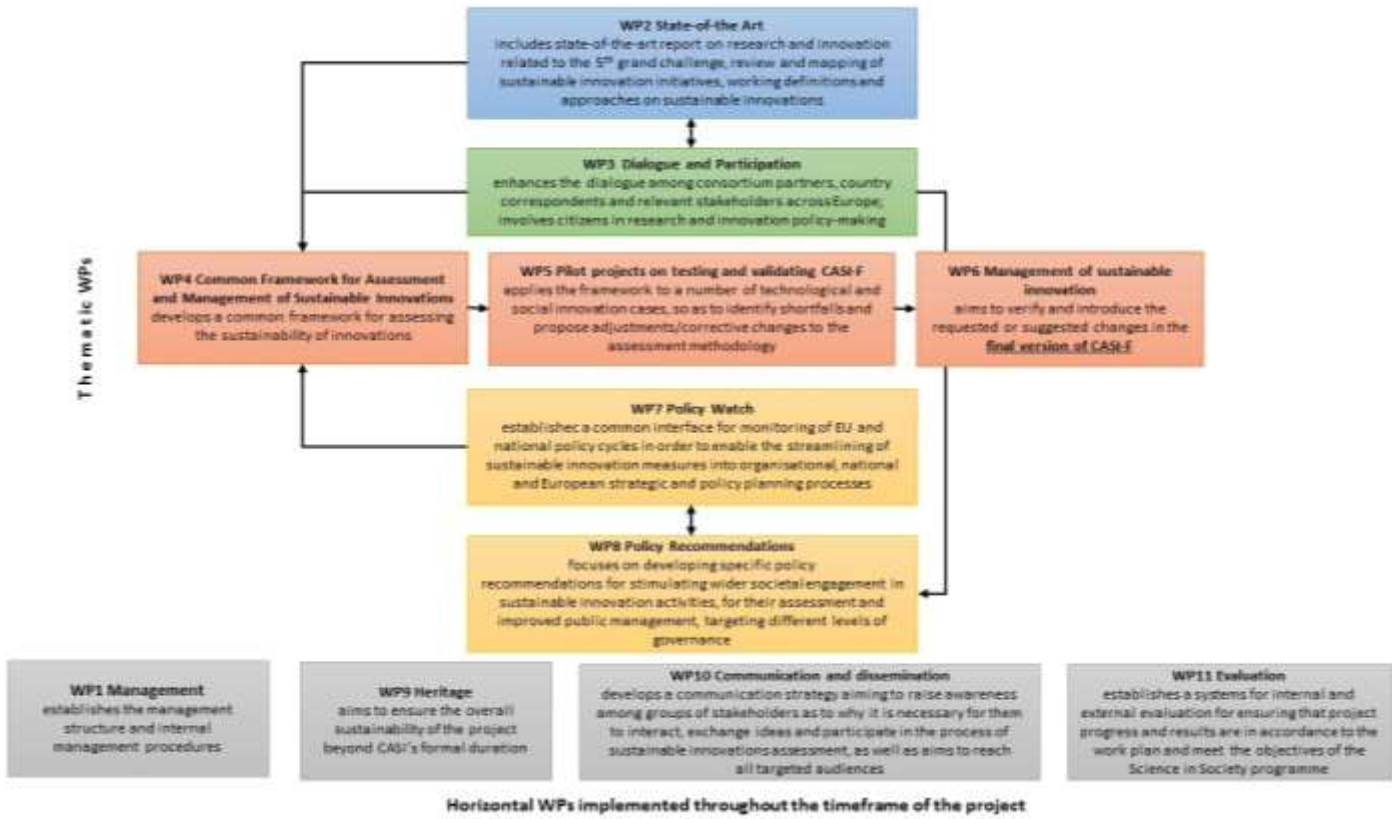 WP2 State-of-the Art
includes state-of-the-art report on research and innovation
related to the 5th grand challenge, review and mapping of
sustainable innovation initiatives, working definitions and
approaches on sustainable innovations
WP3 Dialogue and Participation
enhances the dialogue among consortium partners, country
correspondents and relevant stakeholders across Europe;
involves citizens in research and innovation policy-making
Thematic WPs
WP4 Common Framework for Assessment
and Management of Sustainable Innovations
develops a common framework for assessing
the sustainability of innovations
WP5 Pilot projects on testing and validating CASI-F
applies the framework to a number of technological and
social innovation cases, so as to identify shortfalls and
propose adjustments/corrective changes to the
assessment methodology
WP6 Management of sustainable
innovation
aims to verify and introduce the
requested or suggested changes in the
final version of CASI-F
WP7 Policy Watch
establishes a common interface for monitoring of EU and
national policy cycles in order to enable the streamlining of
sustainable innovation measures into organisational, national
and European strategic and policy planning processes
WP8 Policy Recommendations
focuses on developing specific policy
recommendations for stimulating wider societal engagement in
sustainable innovation activities, for their assessment and
improved public management, targeting different levels of
governance
WP1 Management
establishes the management
structure and internal
management procedures
WP9 Heritage
aims to ensure the overall
sustainability of the project
beyond CASI's formal duration
WP10 Communication and dissemination
develops a communication strategy aiming to raise awareness
among groups of stakeholders as to why it is necessary for them
to interact, exchange ideas and participate in the process of
sustainable innovations assessment, as well as aims to reach
all targeted audiences
WP11 Evaluation
establishes a systems for internal and
external evaluation for ensuring that project
progress and results are in accordance to the
work plan and meet the objectives of the
Science in Society programme
Horizontal WPs implemented throughout the timeframe of the project